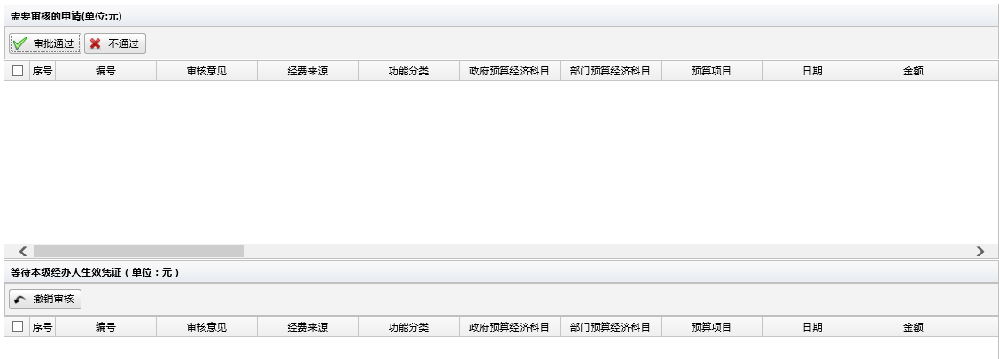 需要审核的申请(单位:元)
审批通过 不通过
序号 编号 审核意见 经费来源 功能分类 政府预算经济科目 部门预算经济科目 预算项目 日期 金额
等待本级经办人生效凭证（单位：元）
撤销审核
序号 编号 审核意见 经费来源 功能分类 政府预算经济科目 部门预算经济科目 预算项目 日期 金额